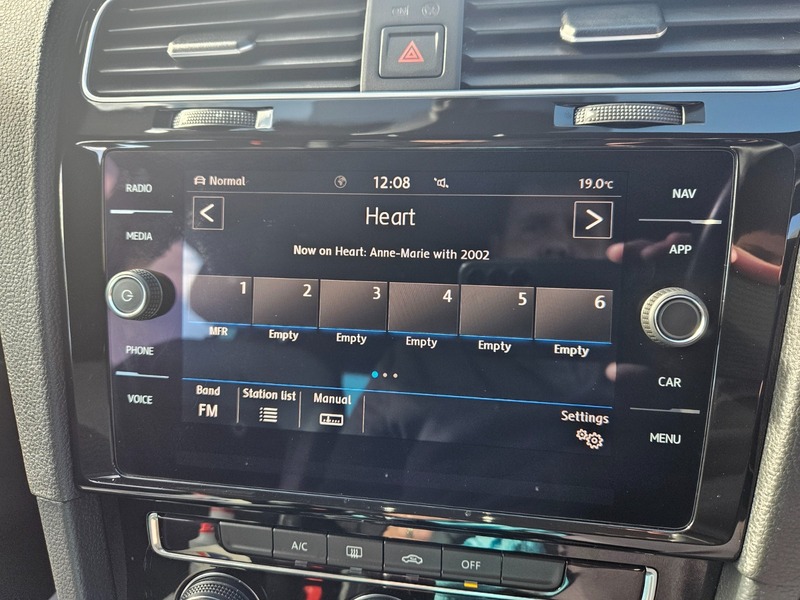 RADIO
MEDIA
PHONE
VOICE
Normal 12:08 19.0°C
Heart
Now on Heart: Anne-Marie with 2002
1 2 3 4 5 6
MFR Empty Empty Empty Empty Empty
Band Station list Manual Settings
FM
NAV
APP
CAR
MENU
A/C OFF